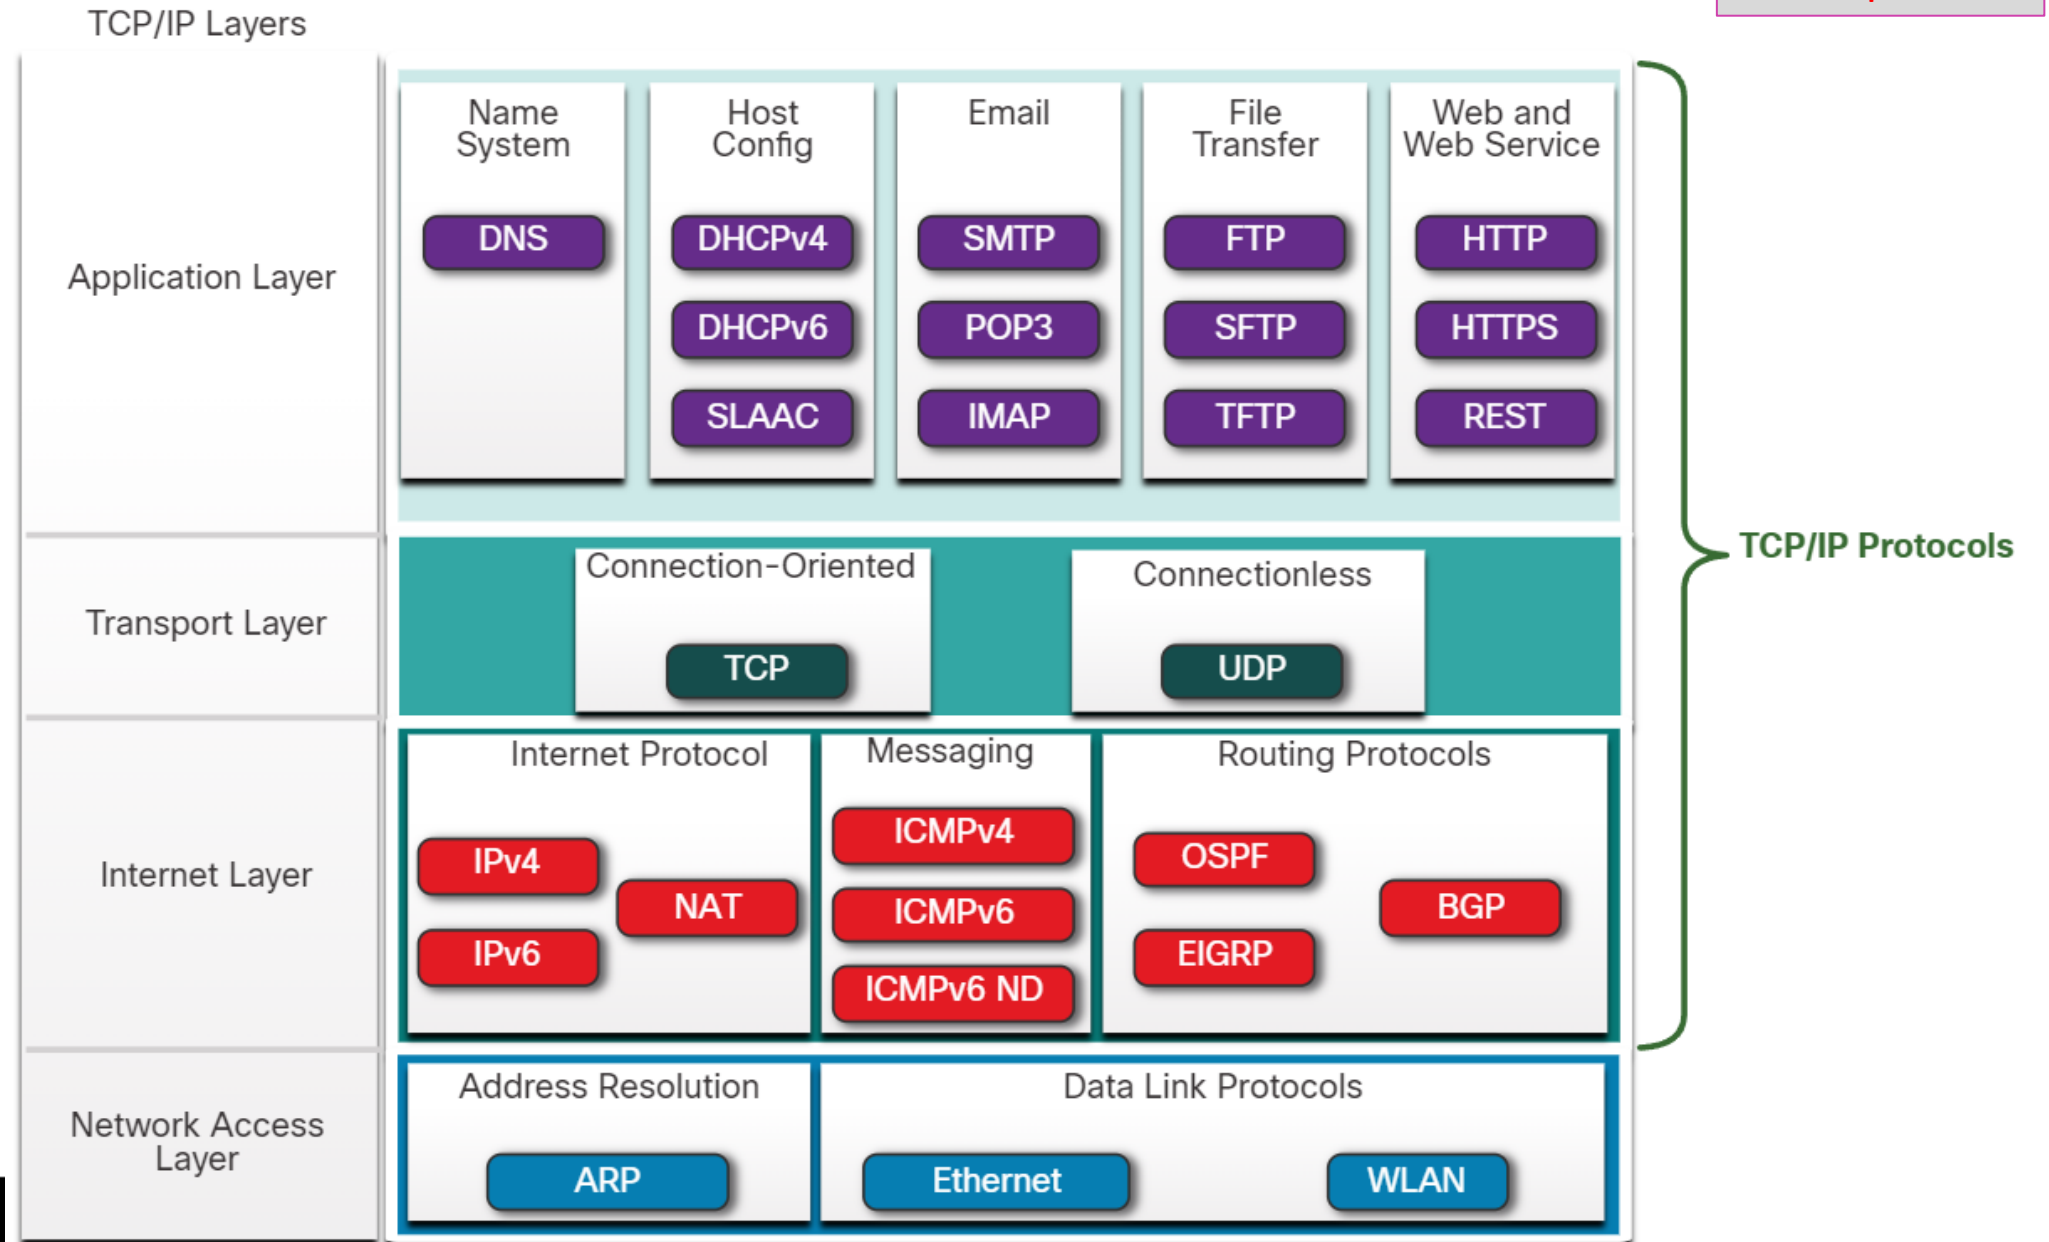 TCP/IP Layers
Name
System
DNS
Host
Config
DHCPv4
DHCPv6
SLAAC
Email
SMTP
POP3
IMAP
File
Transfer
FTP
SFTP
TFTP
Web and
Web Service
HTTP
HTTPS
REST
Application Layer
TCP/IP Protocols
Transport Layer
Connection-Oriented
TCP
Connectionless
UDP
Internet Layer
Internet Protocol
IPv4
NAT
IPv6
Messaging
ICMPv4
ICMPv6
ICMPv6 ND
Routing Protocols
OSPF
BGP
EIGRP
Network Access
Layer
Address Resolution
ARP
Data Link Protocols
Ethernet
WLAN